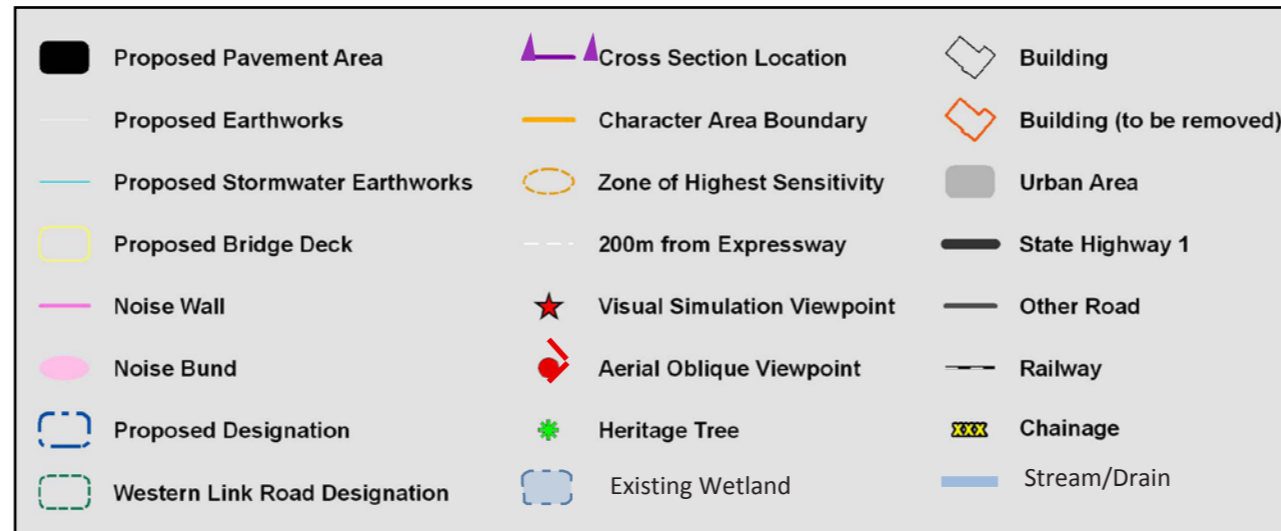 Proposed Pavement Area
Proposed Earthworks
Proposed Stormwater Earthworks
Proposed Bridge Deck
Noise Wall
Noise Bund
Proposed Designation
Western Link Road Designation
Cross Section Location
Character Area Boundary
Zone of Highest Sensitivity
200m from Expressway
Visual Simulation Viewpoint
Aerial Oblique Viewpoint
Heritage Tree
Existing Wetland
Building
Building (to be removed)
Urban Area
State Highway 1
Other Road
Railway
XXX Chainage
Stream/Drain